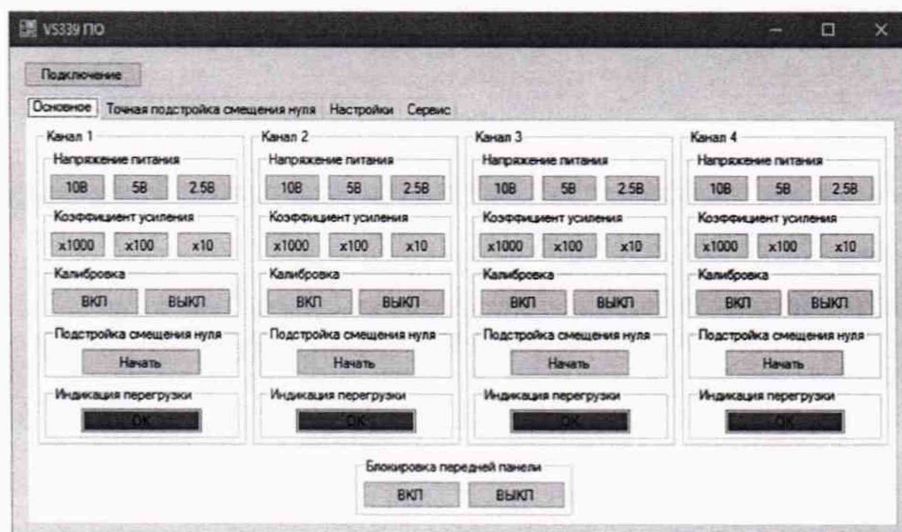 VS339 ПО
Подключение
Основное Точная подстройка смещения нуля Настройки Сервис
Канал 1 Канал 2 Канал 3 Канал 4
Напряжение питания Напряжение питания Напряжение питания Напряжение питания
10В 5В 2.5В 10В 5В 2.5В 10В 5В 2.5В 10В 5В 2.5В
Коэффициент усиления Коэффициент усиления Коэффициент усиления Коэффициент усиления
x1000 x100 x10 x1000 x100 x10 x1000 x100 x10 x1000 x100 x10
Калибровка Калибровка Калибровка Калибровка
ВКЛ ВЫКЛ ВКЛ ВЫКЛ ВКЛ ВЫКЛ ВКЛ ВЫКЛ
Подстройка смещения нуля Подстройка смещения нуля Подстройка смещения нуля Подстройка смещения нуля
Начать Начать Начать Начать
Индикация перегрузки Индикация перегрузки Индикация перегрузки Индикация перегрузки
OK OK OK OK
Блокировка передней панели
ВКЛ ВЫКЛ